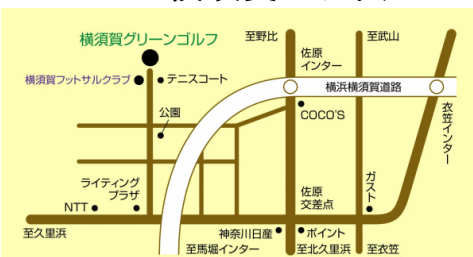 横須賀グリーンゴルフ
至野比
至武山
佐原
インター
横須賀フットサルクラブ
テニスコート
横浜横須賀道路
公園
COCO'S
衣笠インター
ライティング
プラザ
佐原
交差点
ガスト
NTT
至久里浜
神奈川日産
ポイント
至馬堀インター
至北久里浜
至衣笠